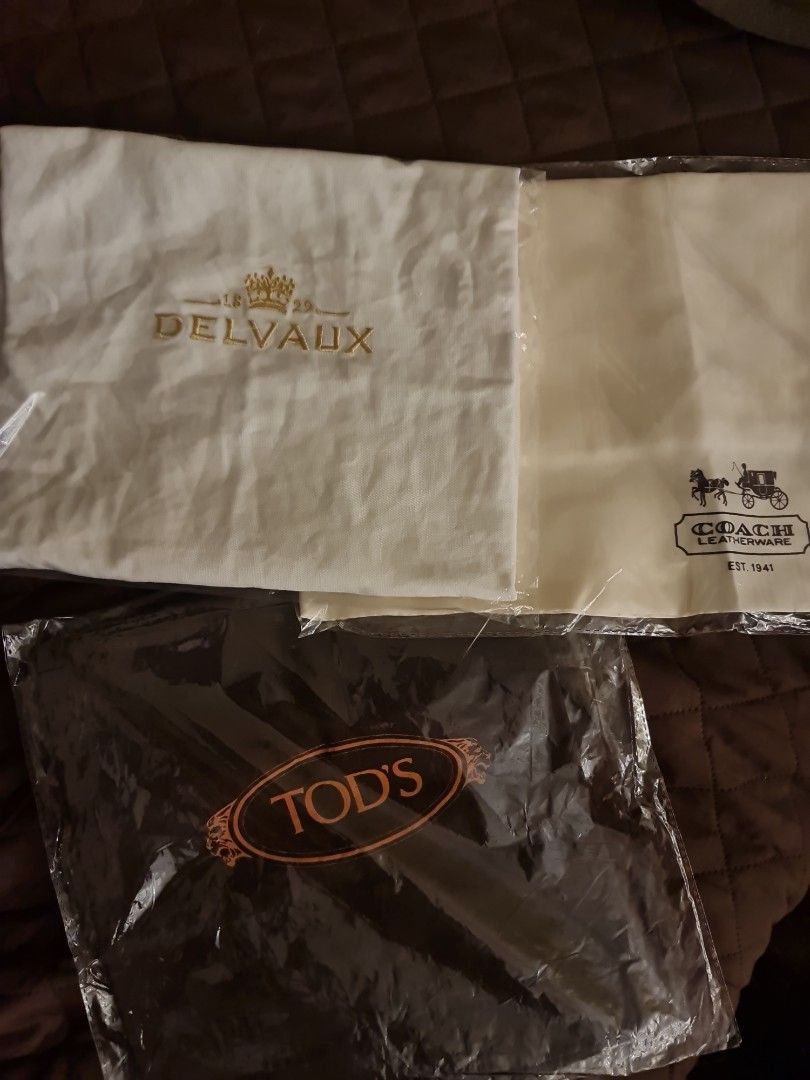 18 29
DELVAUX
COACH
LEATHERWARE
EST. 1941
TOD'S